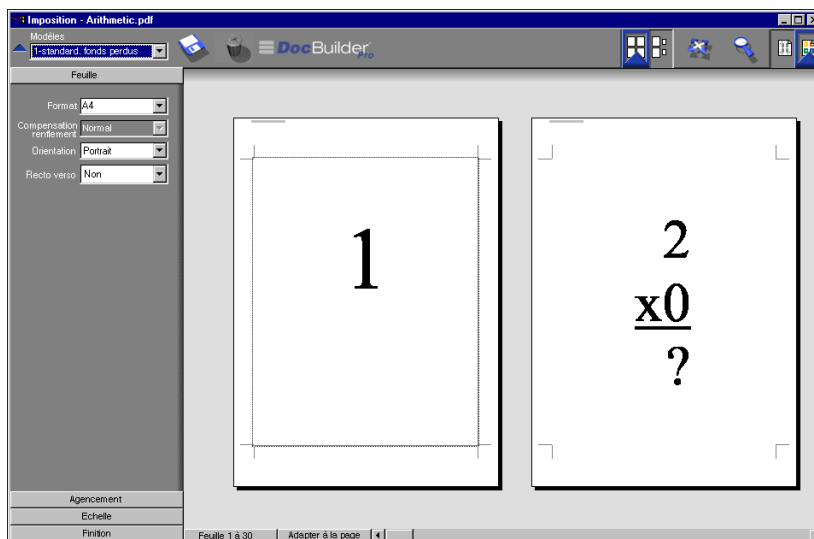 Imposition - Arithmetic.pdf
Modèles
1-standard. fonds perdus
DocBuilder Pro
Feuille
Format A4
Compensation renflement Normal
Orientation Portrait
Recto verso Non
1
2
x0
?
Agencement
Echelle
Finition
Feuille 1 à 30
Adapter à la page